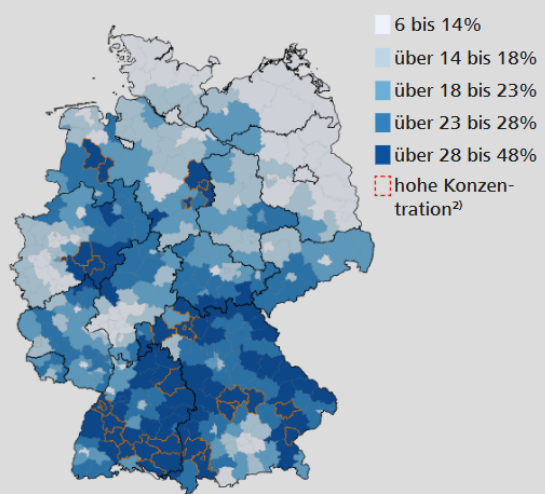 6 bis 14%
über 14 bis 18%
über 18 bis 23%
über 23 bis 28%
über 28 bis 48%
hohe Konzen-
tration²⁾